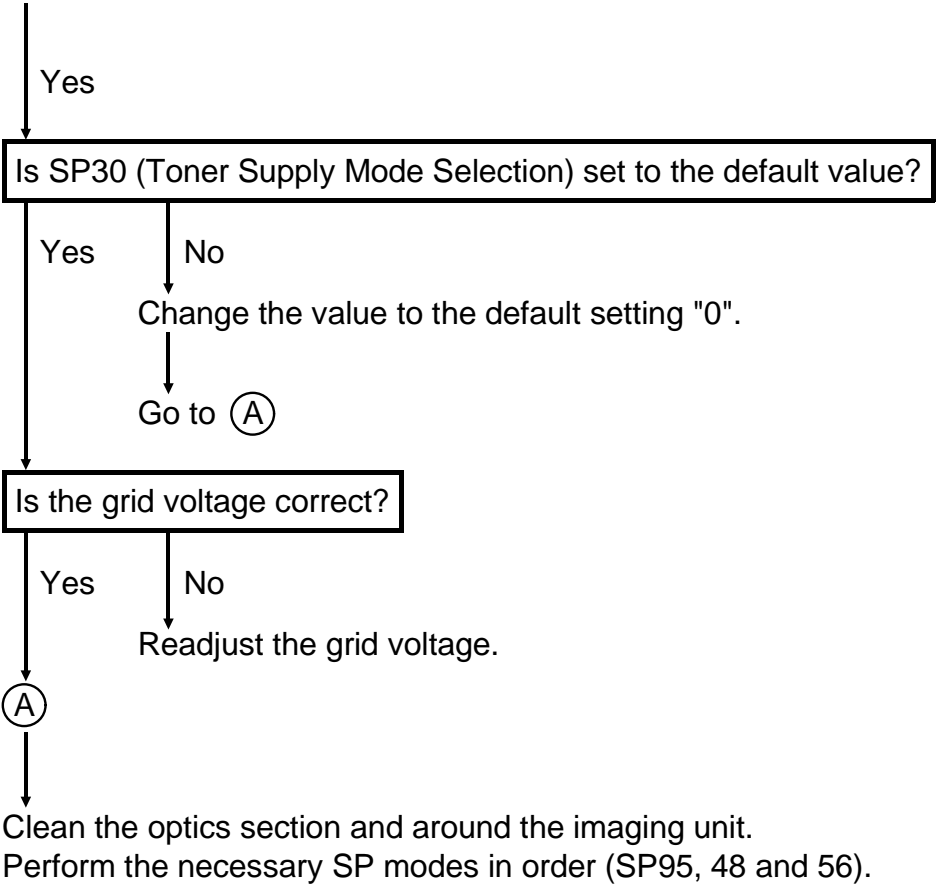 Yes
Is SP30 (Toner Supply Mode Selection) set to the default value?
Yes
No
Change the value to the default setting "0".
Go to A
Is the grid voltage correct?
Yes
No
Readjust the grid voltage.
A
Clean the optics section and around the imaging unit.
Perform the necessary SP modes in order (SP95, 48 and 56).